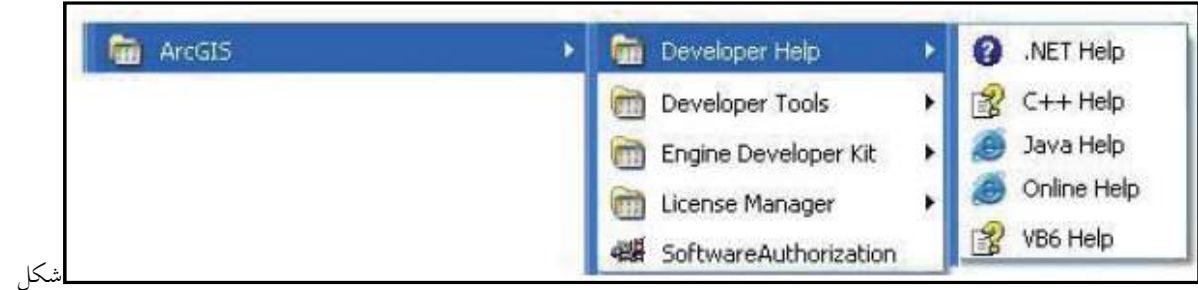 ArcGIS
Developer Help
Developer Tools
Engine Developer Kit
License Manager
SoftwareAuthorization
.NET Help
C++ Help
Java Help
Online Help
VB6 Help
شكل